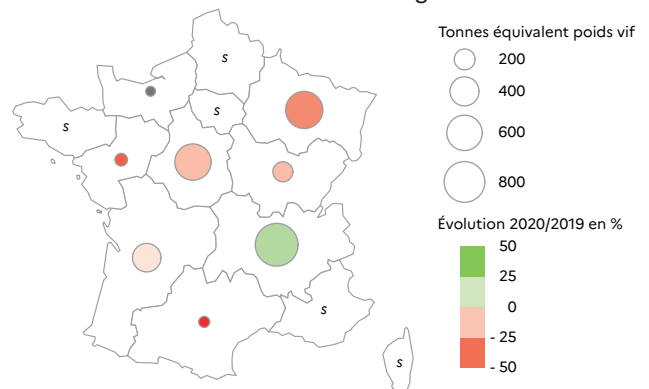 Tonnes équivalent poids vif
200
400
600
800
Évolution 2020/2019 en %
50
25
0
- 25
- 50
s
s
s
s
s